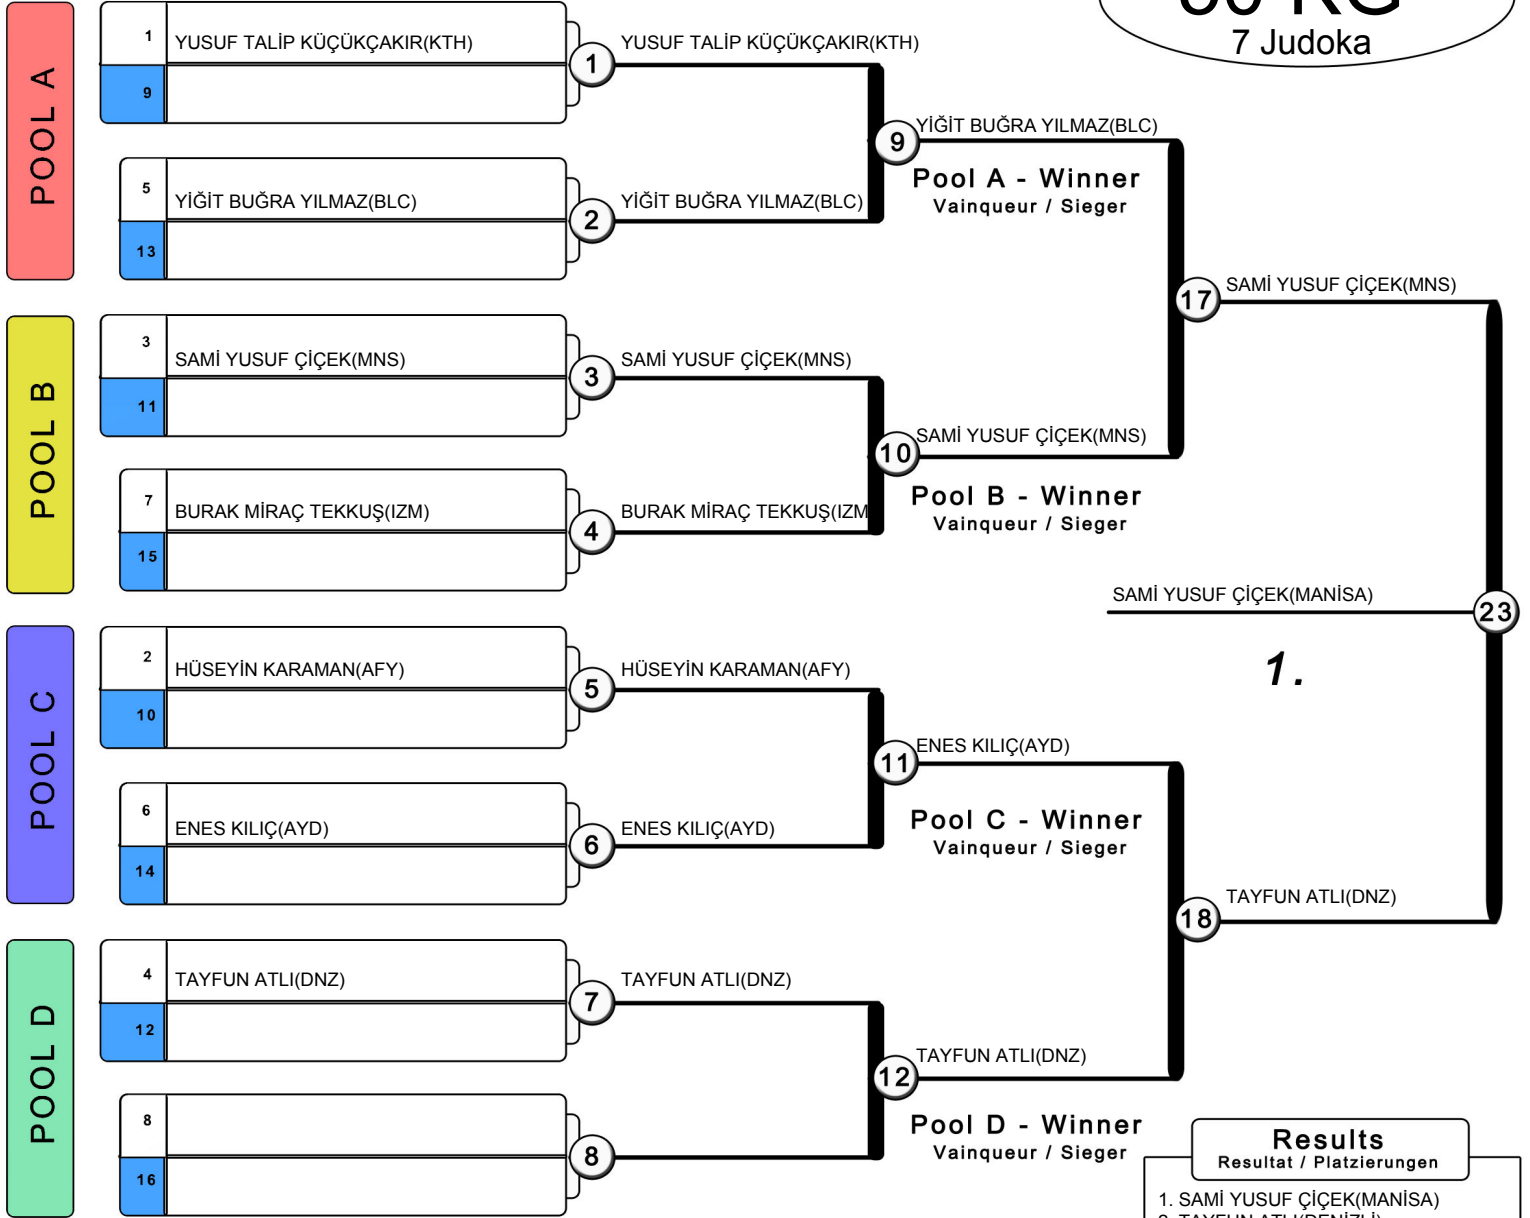 KG
7 Judoka
POOL A
1 YUSUF TALİP KÜÇÜKÇAKIR(KTH)
9
1
YUSUF TALİP KÜÇÜKÇAKIR(KTH)
5 YİĞİT BUĞRA YILMAZ(BLC)
13
2
YİĞİT BUĞRA YILMAZ(BLC)
9
YİĞİT BUĞRA YILMAZ(BLC)
Pool A - Winner
Vainqueur / Sieger
POOL B
3 SAMİ YUSUF ÇİÇEK(MNS)
11
3
SAMİ YUSUF ÇİÇEK(MNS)
7 BURAK MİRAÇ TEKKUŞ(IZM)
15
4
BURAK MİRAÇ TEKKUŞ(IZM
10
SAMİ YUSUF ÇİÇEK(MNS)
Pool B - Winner
Vainqueur / Sieger
17
SAMİ YUSUF ÇİÇEK(MNS)
SAMİ YUSUF ÇİÇEK(MANİSA)
23
1.
POOL C
2 HÜSEYİN KARAMAN(AFY)
10
5
HÜSEYİN KARAMAN(AFY)
6 ENES KILIÇ(AYD)
14
6
ENES KILIÇ(AYD)
11
ENES KILIÇ(AYD)
Pool C - Winner
Vainqueur / Sieger
18
TAYFUN ATLI(DNZ)
POOL D
4 TAYFUN ATLI(DNZ)
12
7
TAYFUN ATLI(DNZ)
8
16
8
12
TAYFUN ATLI(DNZ)
Pool D - Winner
Vainqueur / Sieger
Results
Resultat / Platzierungen
1. SAMİ YUSUF ÇİÇEK(MANİSA)
2. TAYFUN ATLI(DENİZLİ)